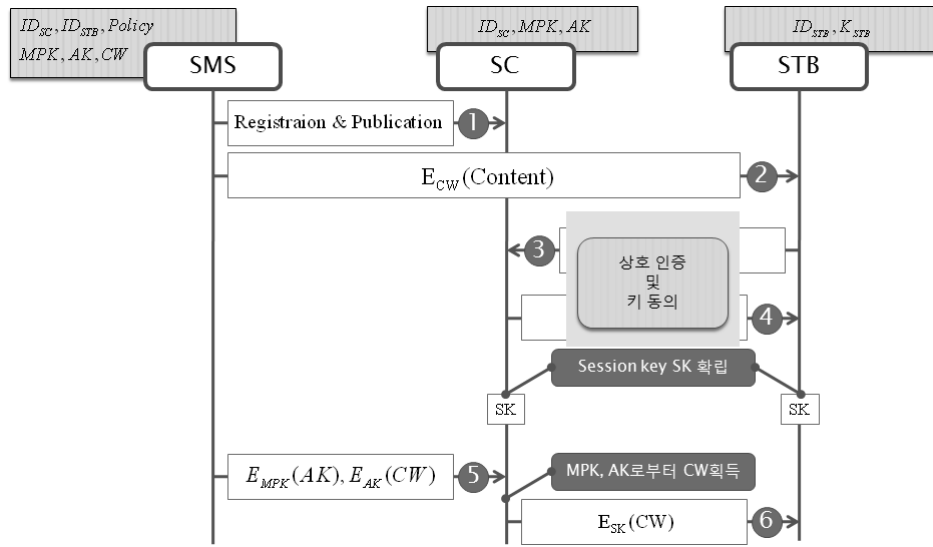 ID_SC, ID_STB, Policy
MPK, AK, CW
ID_SC, MPK, AK
ID_STB, K_STB
SMS
SC
STB
Registraion & Publication
1
E_CW(Content)
2
3
상호 인증
및
키 동의
4
Session key SK 확립
SK
SK
E_MPK(AK), E_AK(CW)
5
MPK, AK로부터 CW획득
E_SK(CW)
6